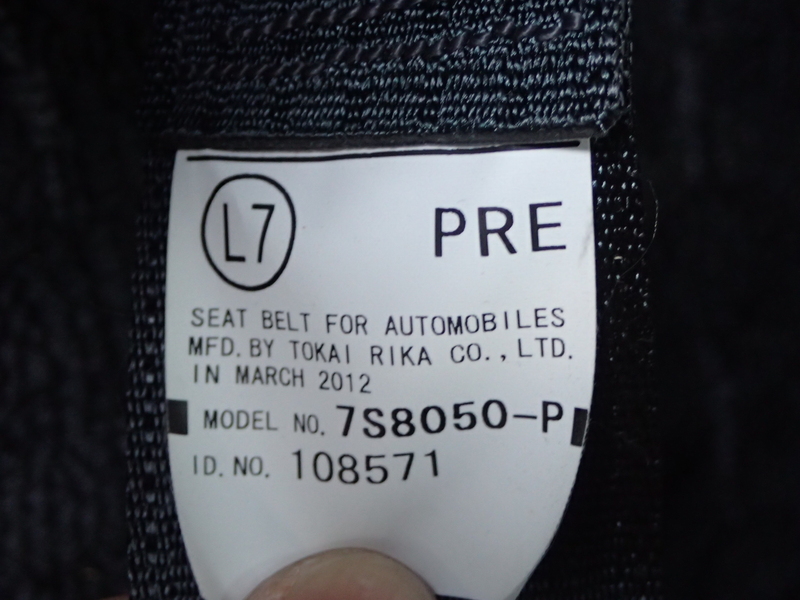 L7 PRE
SEAT BELT FOR AUTOMOBILES
MFD. BY TOKAI RIKA CO., LTD.
IN MARCH 2012
MODEL NO. 7S8050-P
ID. NO. 108571